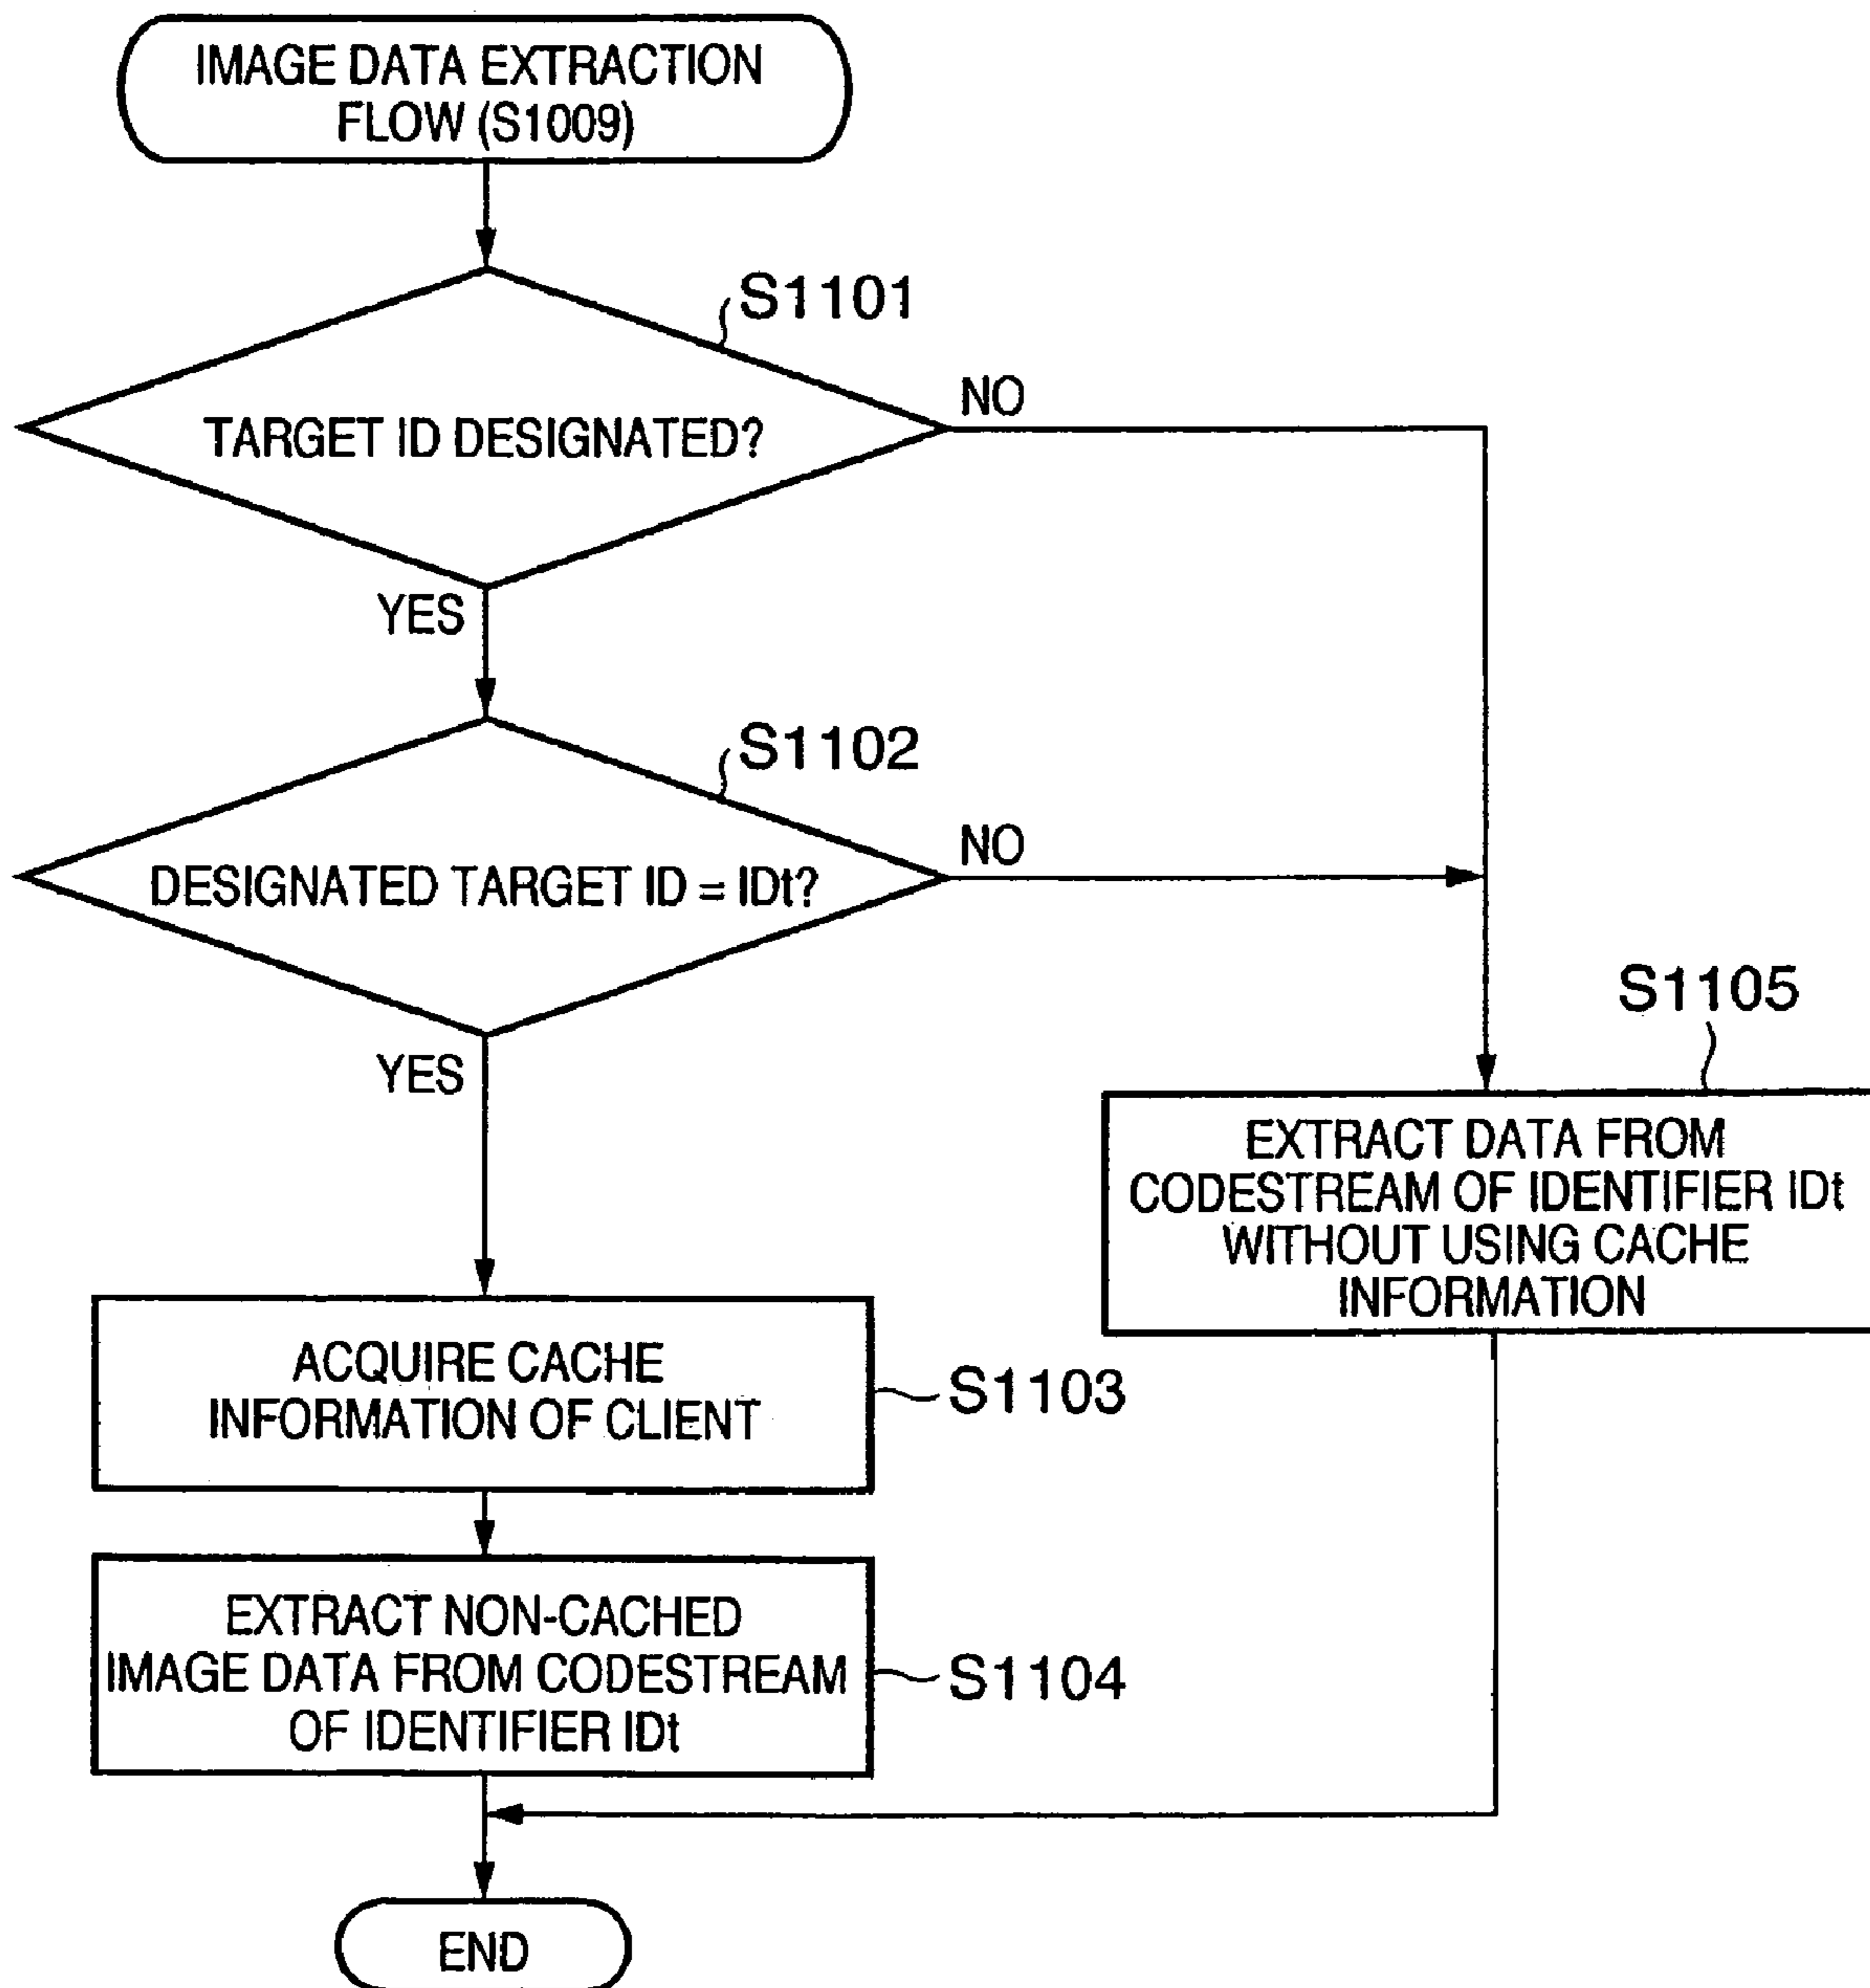 IMAGE DATA EXTRACTION
FLOW (S1009)
S1101
TARGET ID DESIGNATED?
NO
YES
S1102
DESIGNATED TARGET ID = IDt?
NO
YES
S1105
EXTRACT DATA FROM
CODESTREAM OF IDENTIFIER IDt
WITHOUT USING CACHE
INFORMATION
ACQUIRE CACHE
INFORMATION OF CLIENT
S1103
EXTRACT NON-CACHED
IMAGE DATA FROM CODESTREAM
OF IDENTIFIER IDt
S1104
END